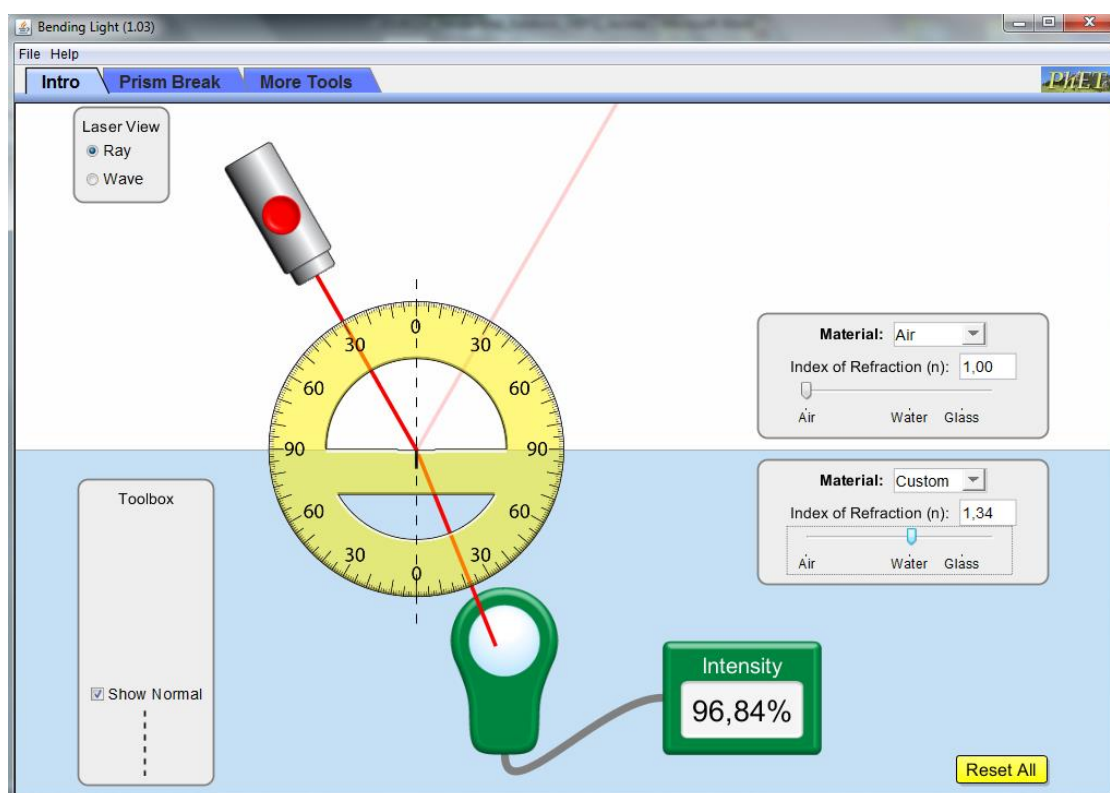 Bending Light (1.03)
File Help
Intro Prism Break More Tools
PhET
Laser View
Ray
Wave
0
30 30
60 60
90 90
60 60
30 30
0
Material: Air
Index of Refraction (n): 1,00
Air Water Glass
Material: Custom
Index of Refraction (n): 1,34
Air Water Glass
Toolbox
Show Normal
Intensity
96,84%
Reset All